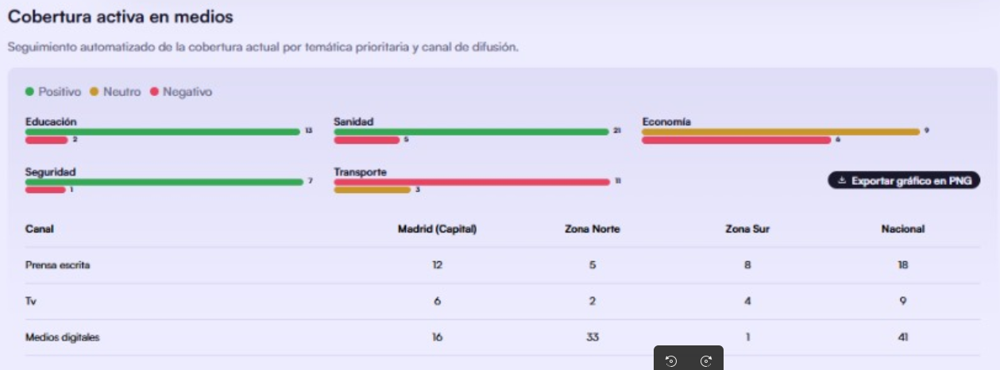 Cobertura activa en medios
Seguimiento automatizado de la cobertura actual por temática prioritaria y canal de difusión.
Positivo Neutro Negativo
Educación Sanidad Economía
13 21 9
2 5 6
Seguridad Transporte
7 11
1 3
Exportar gráfico en PNG
Canal Madrid (Capital) Zona Norte Zona Sur Nacional
Prensa escrita 12 5 8 18
Tv 6 2 4 9
Medios digitales 16 33 1 41